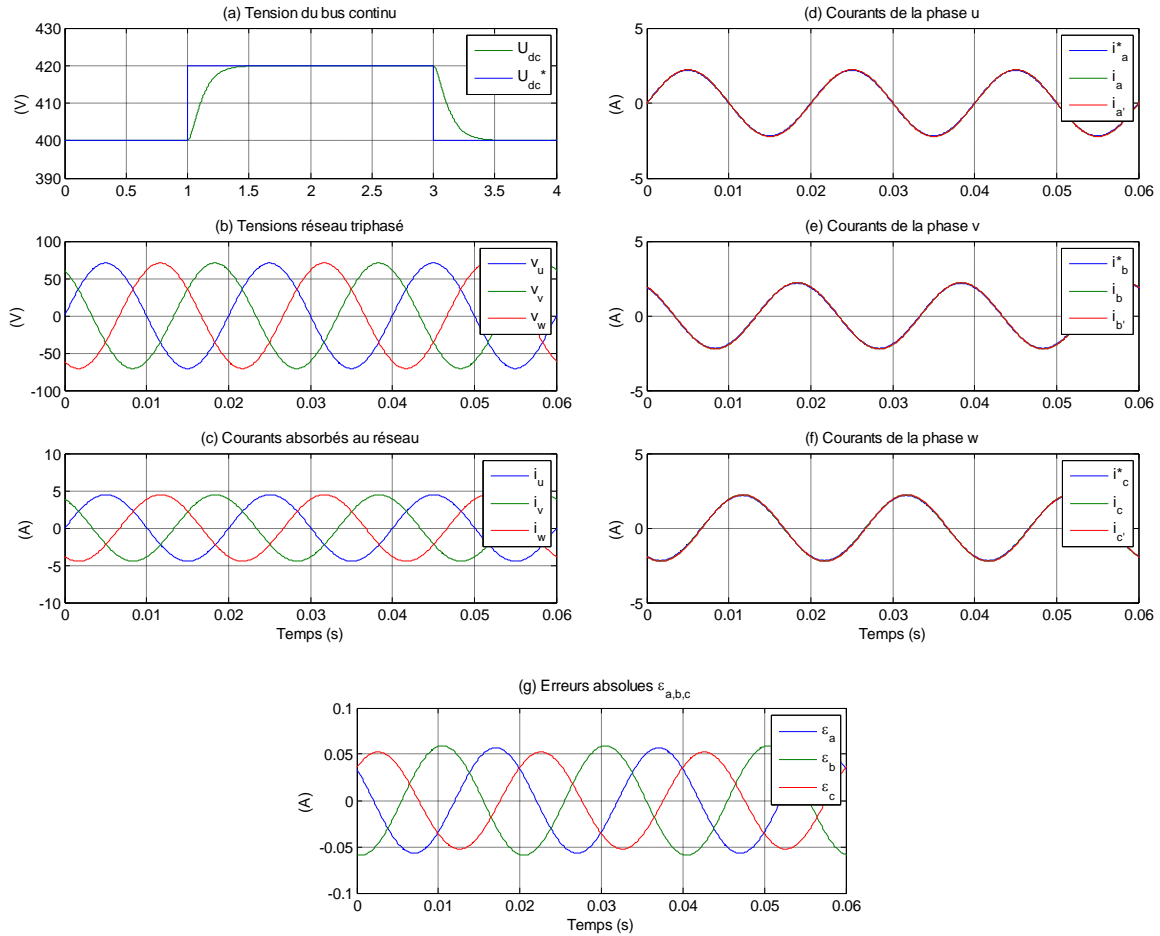 (a) Tension du bus continu
(V)
420
410
400
390
0 0.5 1 1.5 2 2.5 3 3.5 4
U_dc
U_dc*
(b) Tensions réseau triphasé
(V)
100
50
0
-50
-100
0 0.01 0.02 0.03 0.04 0.05 0.06
v_u
v_v
v_w
(c) Courants absorbés au réseau
(A)
10
5
0
-5
-10
0 0.01 0.02 0.03 0.04 0.05 0.06
Temps (s)
i_u
i_v
i_w
(d) Courants de la phase u
(A)
5
0
-5
0 0.01 0.02 0.03 0.04 0.05 0.06
i*_a
i_a
i_a'
(e) Courants de la phase v
(A)
5
0
-5
0 0.01 0.02 0.03 0.04 0.05 0.06
i*_b
i_b
i_b'
(f) Courants de la phase w
(A)
5
0
-5
0 0.01 0.02 0.03 0.04 0.05 0.06
Temps (s)
i*_c
i_c
i_c'
(g) Erreurs absolues ε_a,b,c
(A)
0.1
0.05
0
-0.05
-0.1
0 0.01 0.02 0.03 0.04 0.05 0.06
Temps (s)
ε_a
ε_b
ε_c